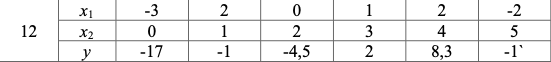 x₁ -3 2 0 1 2 -2
12 x₂ 0 1 2 3 4 5
y -17 -1 -4,5 2 8,3 -1`